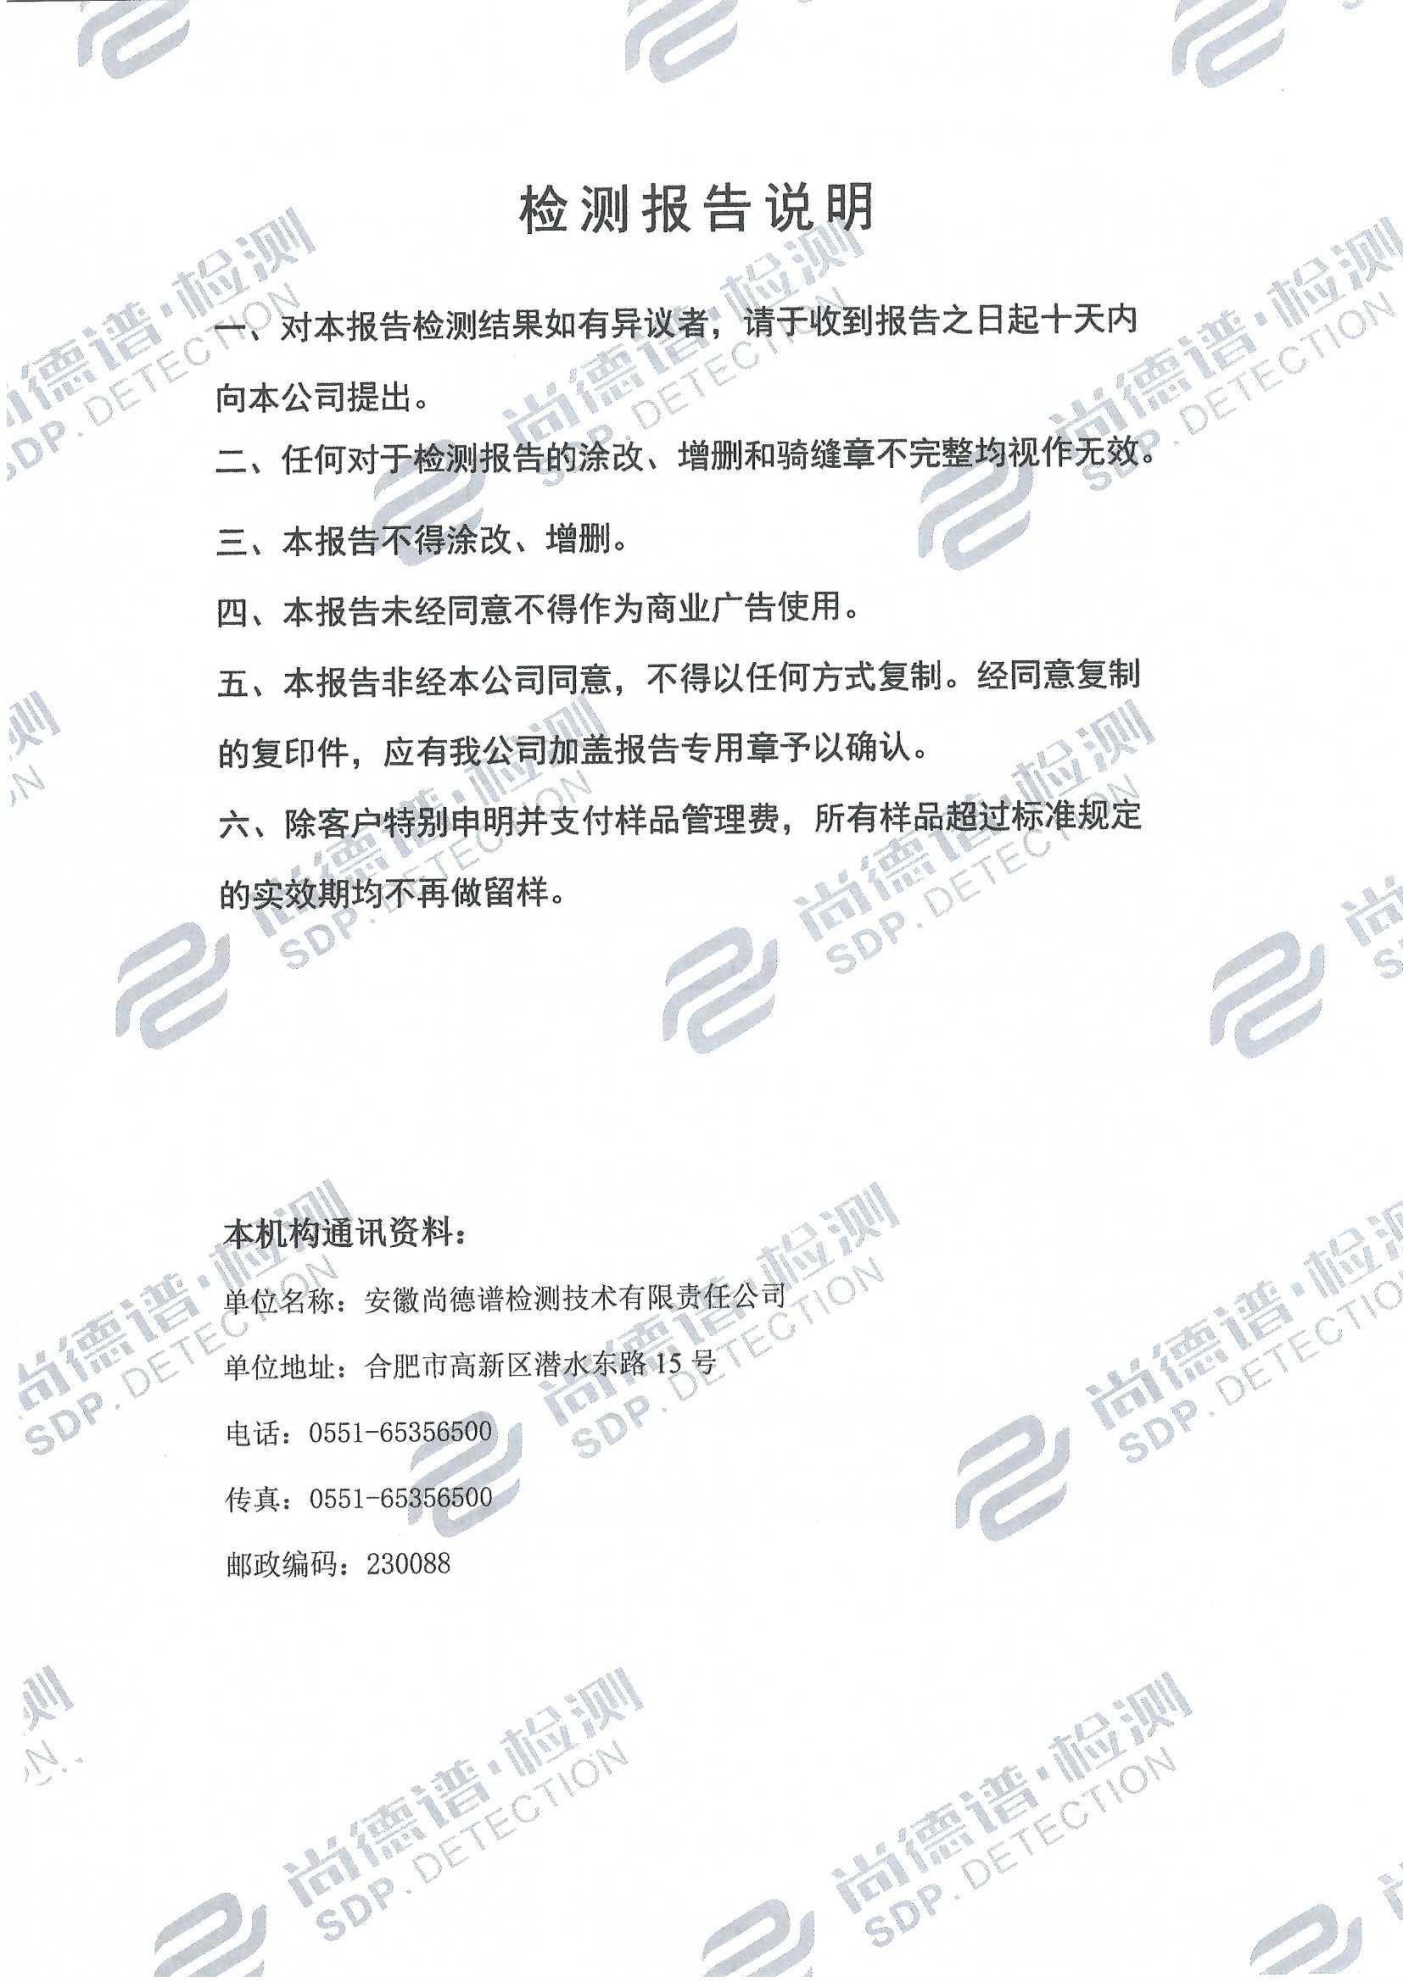 检测报告说明
一、对本报告检测结果如有异议者，请于收到报告之日起十天内
向本公司提出。
二、任何对于检测报告的涂改、增删和骑缝章不完整均视作无效。
三、本报告不得涂改、增删。
四、本报告未经同意不得作为商业广告使用。
五、本报告非经本公司同意，不得以任何方式复制。经同意复制
的复印件，应有我公司加盖报告专用章予以确认。
六、除客户特别申明并支付样品管理费，所有样品超过标准规定
的实效期均不再做留样。
本机构通讯资料：
单位名称：安徽尚德谱检测技术有限责任公司
单位地址：合肥市高新区潜水东路 15 号
电话：0551-65356500
传真：0551-65356500
邮政编码：230088
尚德谱·检测
SDP. DETECTION